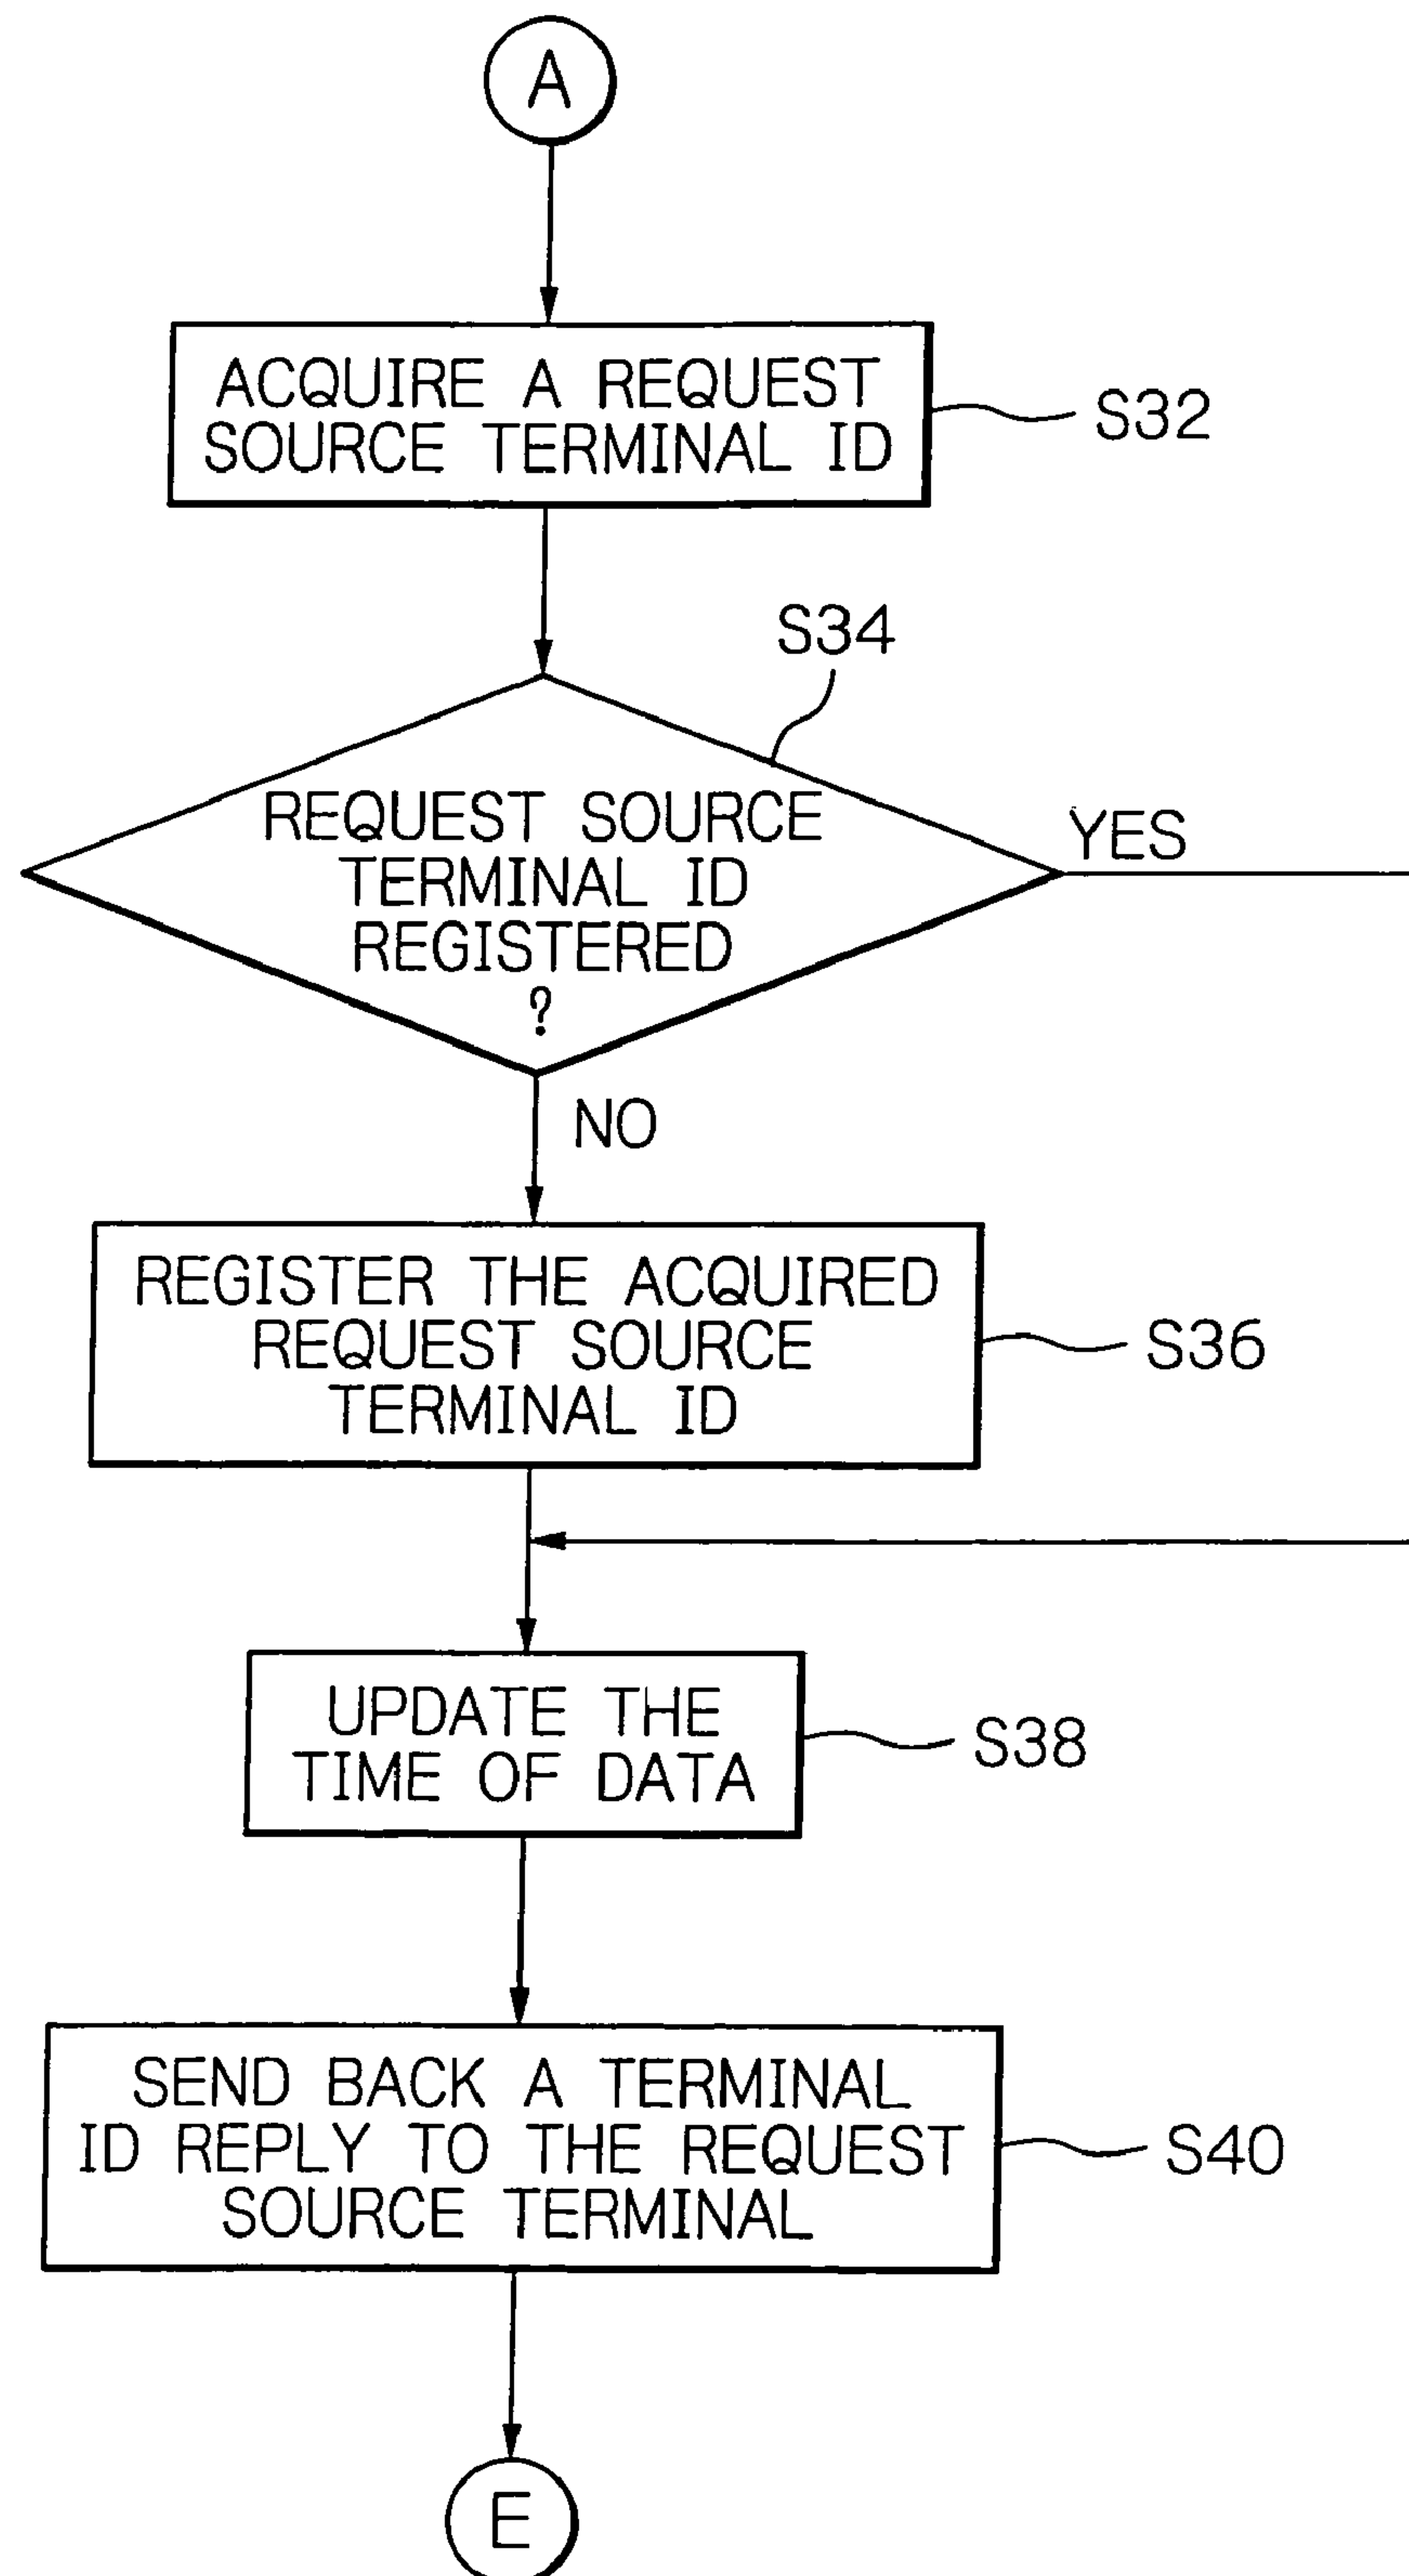 A
ACQUIRE A REQUEST
SOURCE TERMINAL ID
S32
S34
REQUEST SOURCE
TERMINAL ID
REGISTERED
?
YES
NO
REGISTER THE ACQUIRED
REQUEST SOURCE
TERMINAL ID
S36
UPDATE THE
TIME OF DATA
S38
SEND BACK A TERMINAL
ID REPLY TO THE REQUEST
SOURCE TERMINAL
S40
E